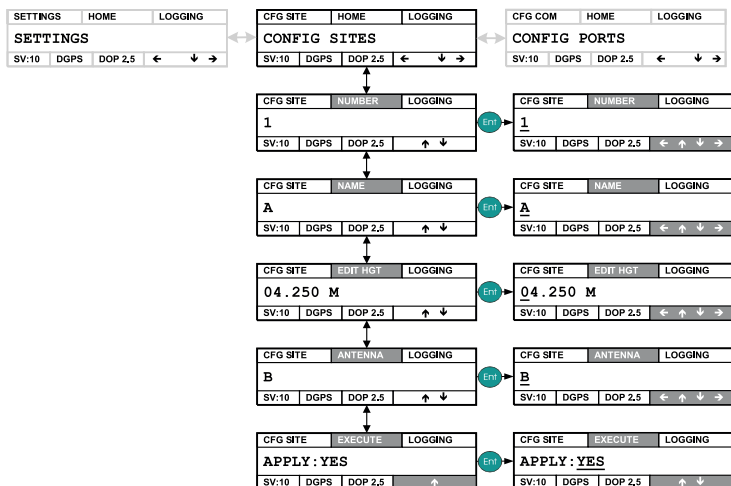 SETTINGS HOME LOGGING
SETTINGS
SV:10 DGPS DOP 2.5 ← ↓ →
CFG SITE HOME LOGGING
CONFIG SITES
SV:10 DGPS DOP 2.5 ← ↓ →
CFG COM HOME LOGGING
CONFIG PORTS
SV:10 DGPS DOP 2.5 ← ↓ →
CFG SITE NUMBER LOGGING
1
SV:10 DGPS DOP 2.5 ↑ ↓
Ent
CFG SITE NUMBER LOGGING
1
SV:10 DGPS DOP 2.5 ← ↑ ↓ →
CFG SITE NAME LOGGING
A
SV:10 DGPS DOP 2.5 ↑ ↓
Ent
CFG SITE NAME LOGGING
A
SV:10 DGPS DOP 2.5 ← ↑ ↓ →
CFG SITE EDIT HGT LOGGING
04.250 M
SV:10 DGPS DOP 2.5 ↑ ↓
Ent
CFG SITE EDIT HGT LOGGING
04.250 M
SV:10 DGPS DOP 2.5 ← ↑ ↓ →
CFG SITE ANTENNA LOGGING
B
SV:10 DGPS DOP 2.5 ↑ ↓
Ent
CFG SITE ANTENNA LOGGING
B
SV:10 DGPS DOP 2.5 ← ↑ ↓ →
CFG SITE EXECUTE LOGGING
APPLY:YES
SV:10 DGPS DOP 2.5 ↑
Ent
CFG SITE EXECUTE LOGGING
APPLY:YES
SV:10 DGPS DOP 2.5 ↑ ↓